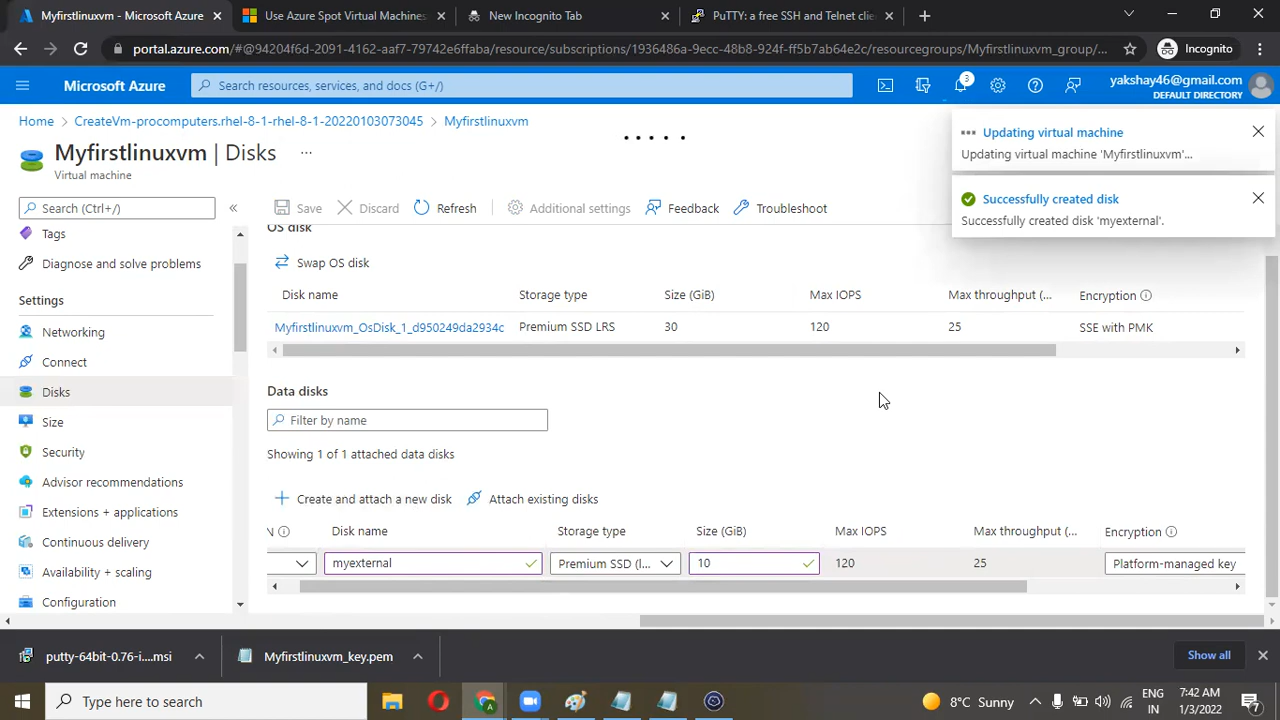 Myfirstlinuxvm - Microsoft Azure
Use Azure Spot Virtual Machines
New Incognito Tab
PuTTY: a free SSH and Telnet clie
portal.azure.com/#@94204f6d-2091-4162-aaf7-79742e6ffaba/resource/subscriptions/1936486a-9ecc-48b8-924f-ff5b7ab64e2c/resourcegroups/Myfirstlinuxvm_group/...
Incognito
Microsoft Azure
Search resources, services, and docs (G+/)
3
yakshay46@gmail.com
DEFAULT DIRECTORY
Home > CreateVm-procomputers.rhel-8-1-rhel-8-1-20220103073045 > Myfirstlinuxvm
Myfirstlinuxvm | Disks ...
Virtual machine
Updating virtual machine
Updating virtual machine 'Myfirstlinuxvm'...
Successfully created disk
Successfully created disk 'myexternal'.
Search (Ctrl+/)
Save
Discard
Refresh
Additional settings
Feedback
Troubleshoot
Tags
Diagnose and solve problems
Settings
Networking
Connect
Disks
Size
Security
Advisor recommendations
Extensions + applications
Continuous delivery
Availability + scaling
Configuration
OS disk
Swap OS disk
Disk name Storage type Size (GiB) Max IOPS Max throughput (... Encryption
Myfirstlinuxvm_OsDisk_1_d950249da2934c Premium SSD LRS 30 120 25 SSE with PMK
Data disks
Filter by name
Showing 1 of 1 attached data disks
Create and attach a new disk
Attach existing disks
N Disk name Storage type Size (GiB) Max IOPS Max throughput (... Encryption
myexternal Premium SSD (l... 10 120 25 Platform-managed key
putty-64bit-0.76-i....msi
Myfirstlinuxvm_key.pem
Show all
Type here to search
8°C Sunny
ENG
IN
7:42 AM
1/3/2022
7